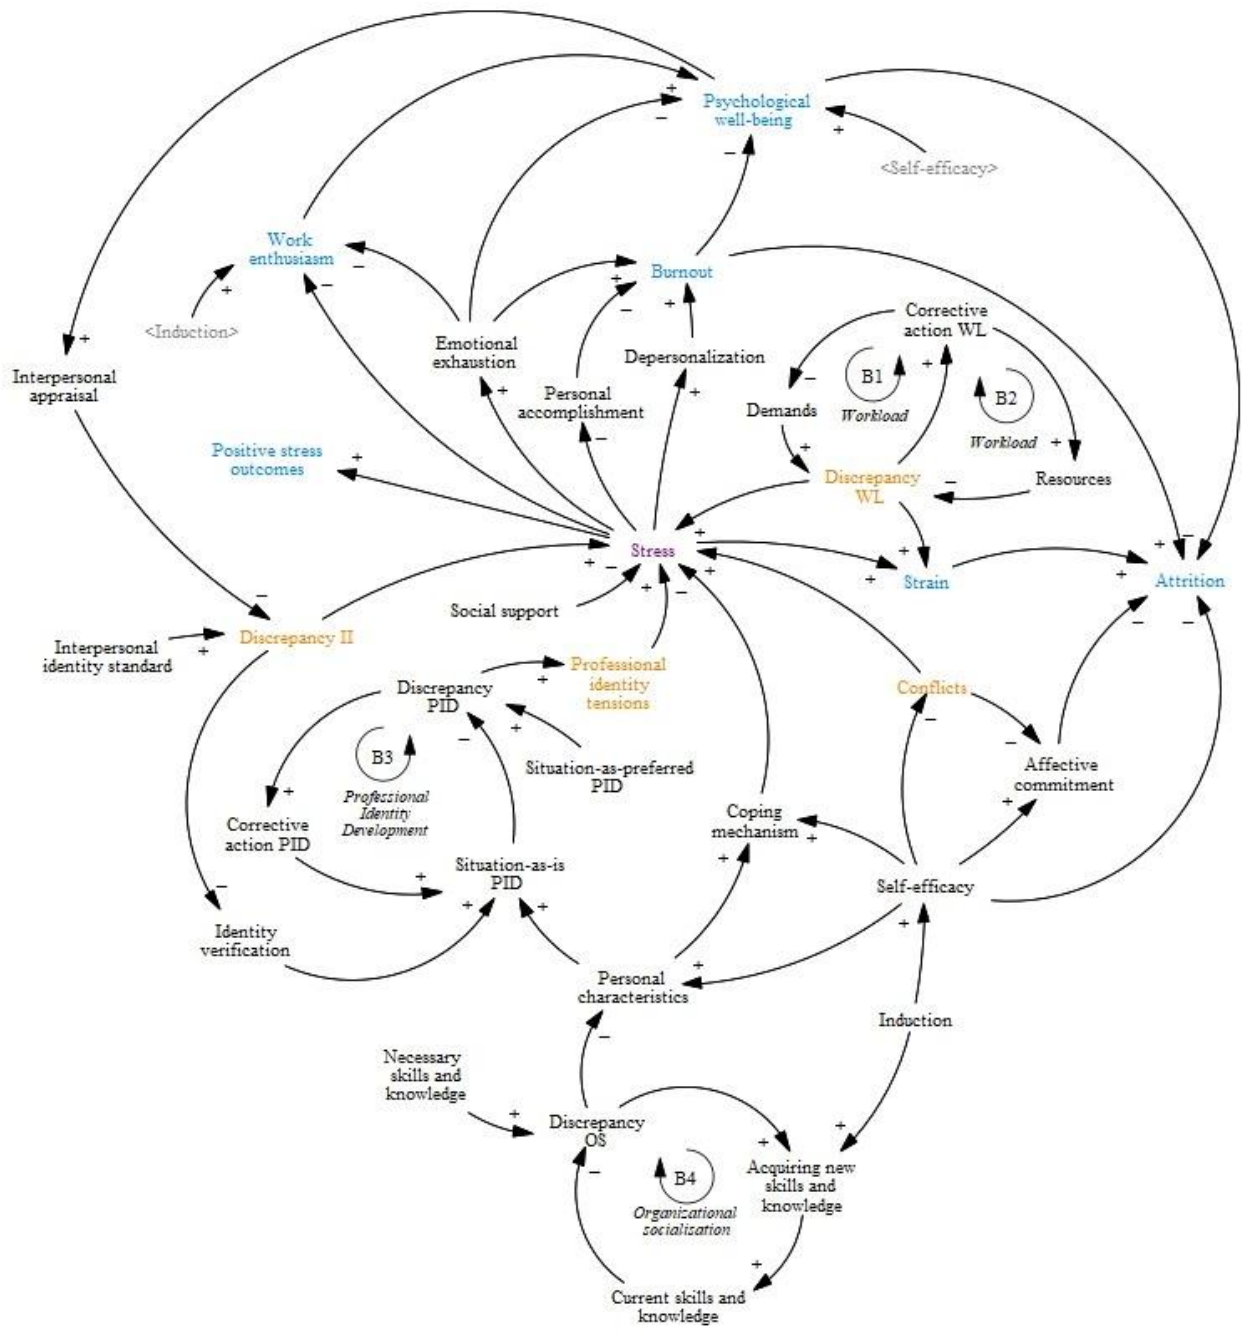 Psychological
well-being
<Self-efficacy>
Work
enthusiasm
Burnout
<Induction>
Corrective
action WL
Emotional
exhaustion
Depersonalization
Interpersonal
appraisal
B1
Workload
B2
Workload
Personal
accomplishment
Demands
Positive stress
outcomes
Discrepancy
WL
Resources
Stress
Strain
Attrition
Social support
Interpersonal
identity standard
Discrepancy II
Professional
identity
tensions
Discrepancy
PID
Conflicts
B3
Professional
Identity
Development
Situation-as-preferred
PID
Affective
commitment
Corrective
action PID
Coping
mechanism
Situation-as-is
PID
Self-efficacy
Identity
verification
Personal
characteristics
Induction
Necessary
skills and
knowledge
Discrepancy
OS
B4
Organizational
socialisation
Acquiring new
skills and
knowledge
Current skills and
knowledge